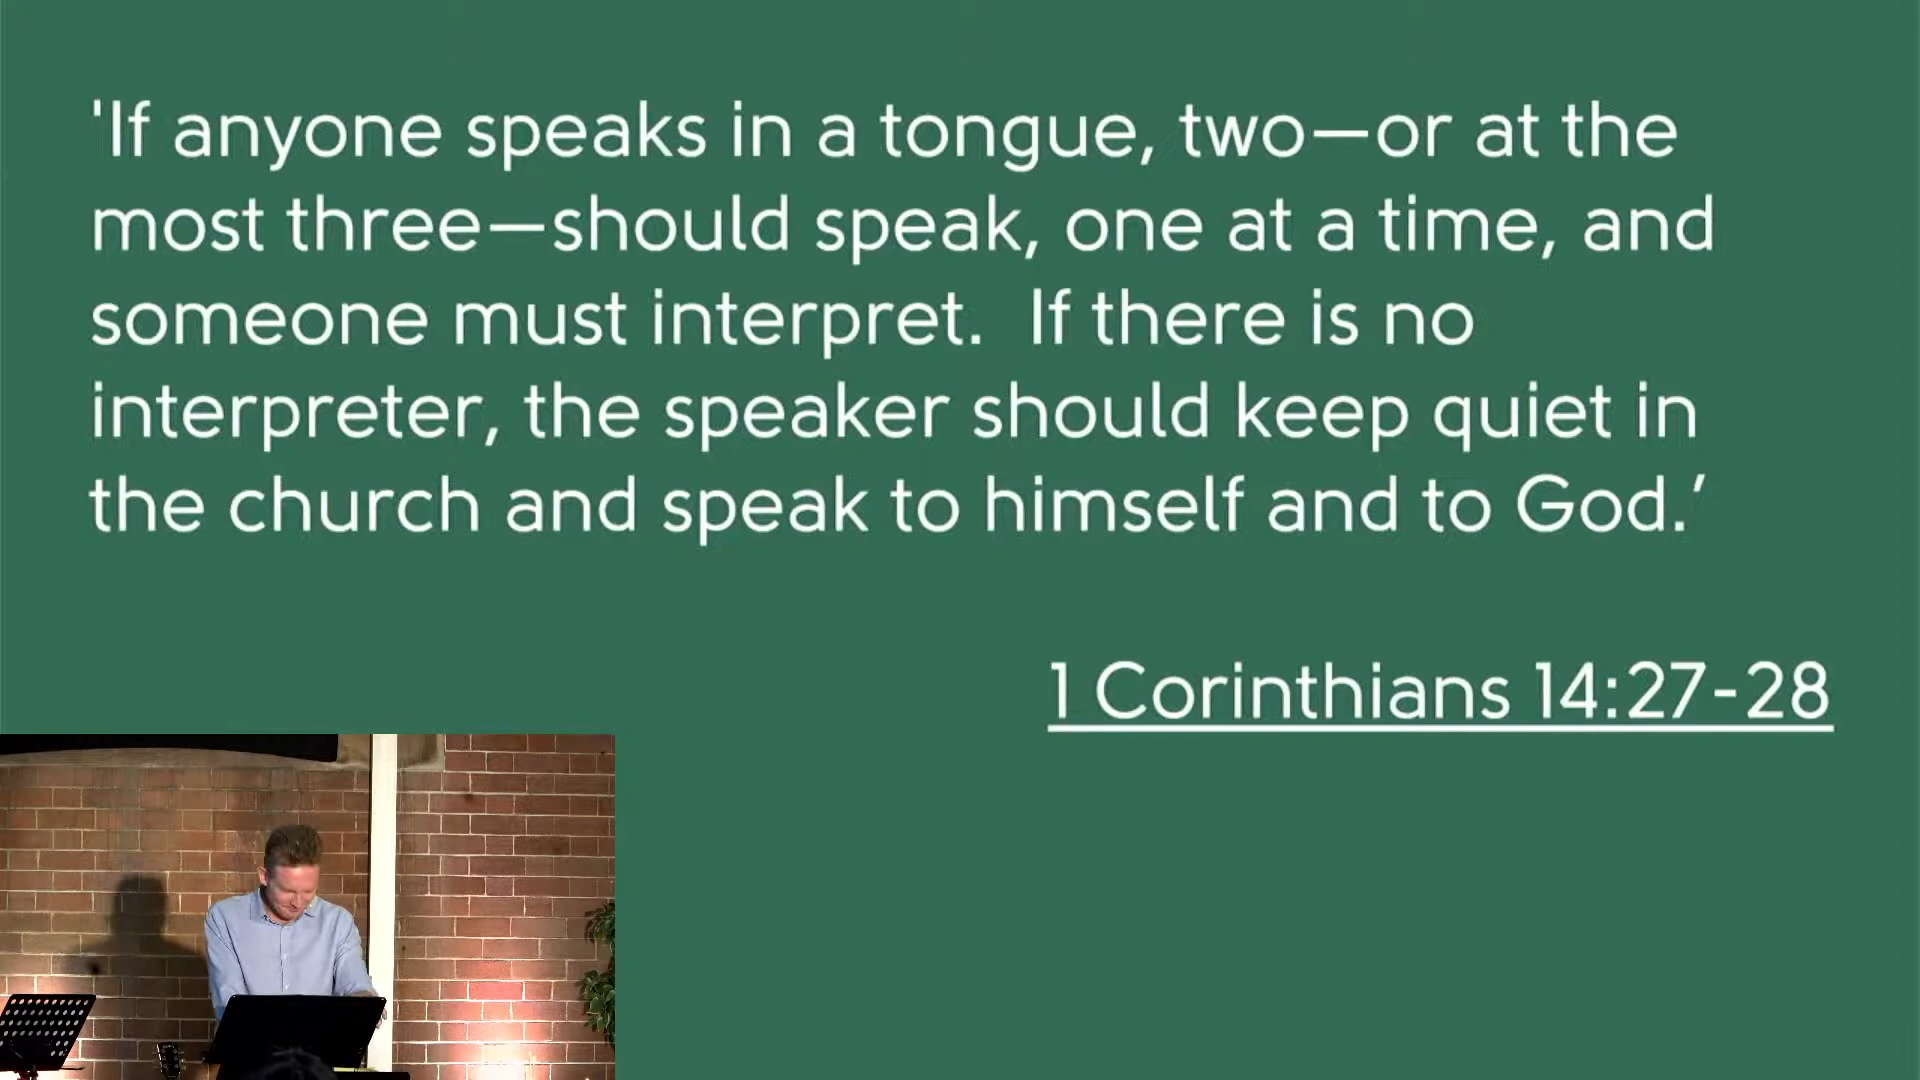 'If anyone speaks in a tongue, two—or at the
most three—should speak, one at a time, and
someone must interpret.  If there is no
interpreter, the speaker should keep quiet in
the church and speak to himself and to God.’
1 Corinthians 14:27-28